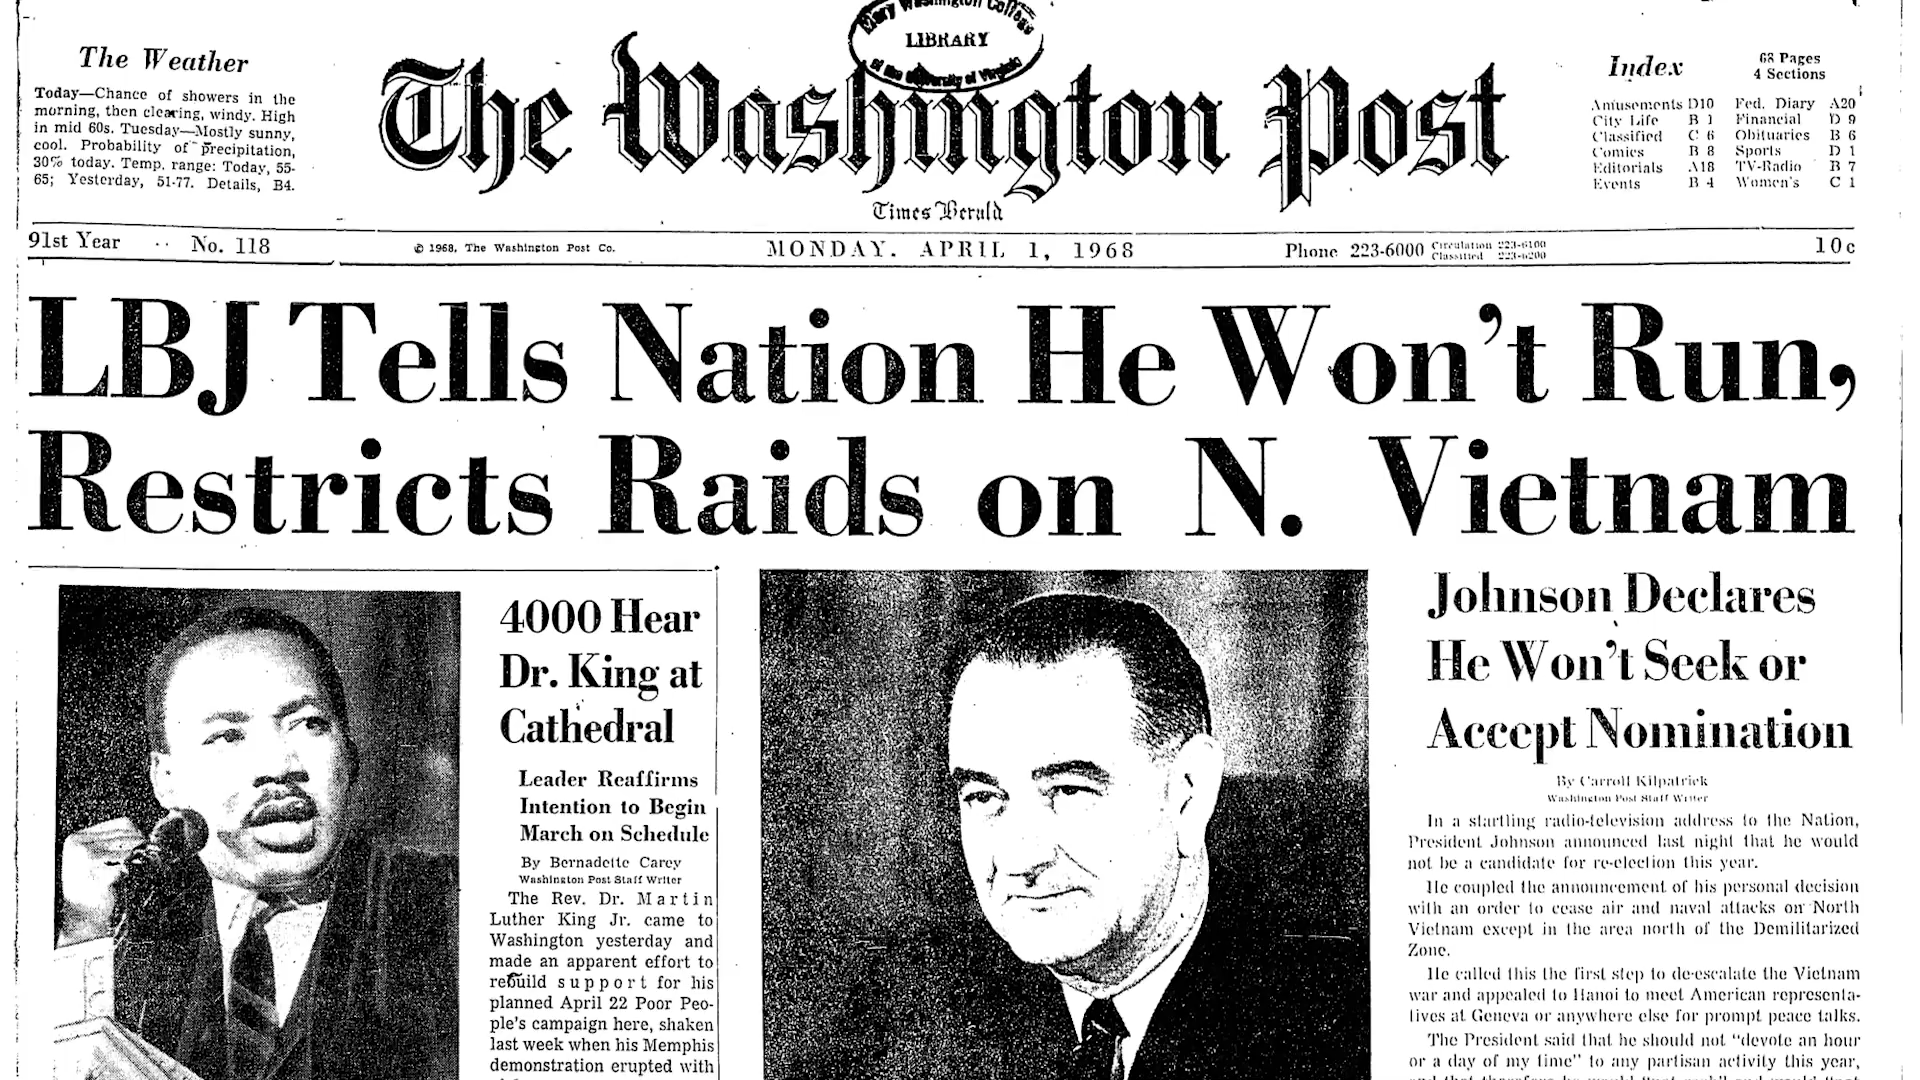 Mary Washington College
LIBRARY
of the University of Virginia
The Weather
Today—Chance of showers in the
morning, then clearing, windy. High
in mid 60s. Tuesday—Mostly sunny,
cool. Probability of precipitation,
30% today. Temp. range: Today, 55-
65; Yesterday, 51-77. Details, B4.
The Washington Post
Times Herald
Index
68 Pages
4 Sections
Amusements D10
City Life B 1
Classified C 6
Comics B 8
Editorials A18
Events B 4
Fed. Diary A20
Financial D 9
Obituaries B 6
Sports D 1
TV-Radio B 7
Women's C 1
91st Year No. 118
© 1968, The Washington Post Co.
MONDAY, APRIL 1, 1968
Phone 223-6000
Circulation 223-6100
Classified 223-6200
10c
LBJ Tells Nation He Won't Run,
Restricts Raids on N. Vietnam
4000 Hear
Dr. King at
Cathedral
Leader Reaffirms
Intention to Begin
March on Schedule
By Bernadette Carey
Washington Post Staff Writer
The Rev. Dr. Martin
Luther King Jr. came to
Washington yesterday and
made an apparent effort to
rebuild support for his
planned April 22 Poor Peo-
ple's campaign here, shaken
last week when his Memphis
demonstration erupted with
Johnson Declares
He Won't Seek or
Accept Nomination
By Carroll Kilpatrick
Washington Post Staff Writer
In a startling radio-television address to the Nation,
President Johnson announced last night that he would
not be a candidate for re-election this year.
He coupled the announcement of his personal decision
with an order to cease air and naval attacks on North
Vietnam except in the area north of the Demilitarized
Zone.
He called this the first step to de-escalate the Vietnam
war and appealed to Hanoi to meet American representa-
tives at Geneva or anywhere else for prompt peace talks.
The President said that he should not "devote an hour
or a day of my time" to any partisan activity this year,